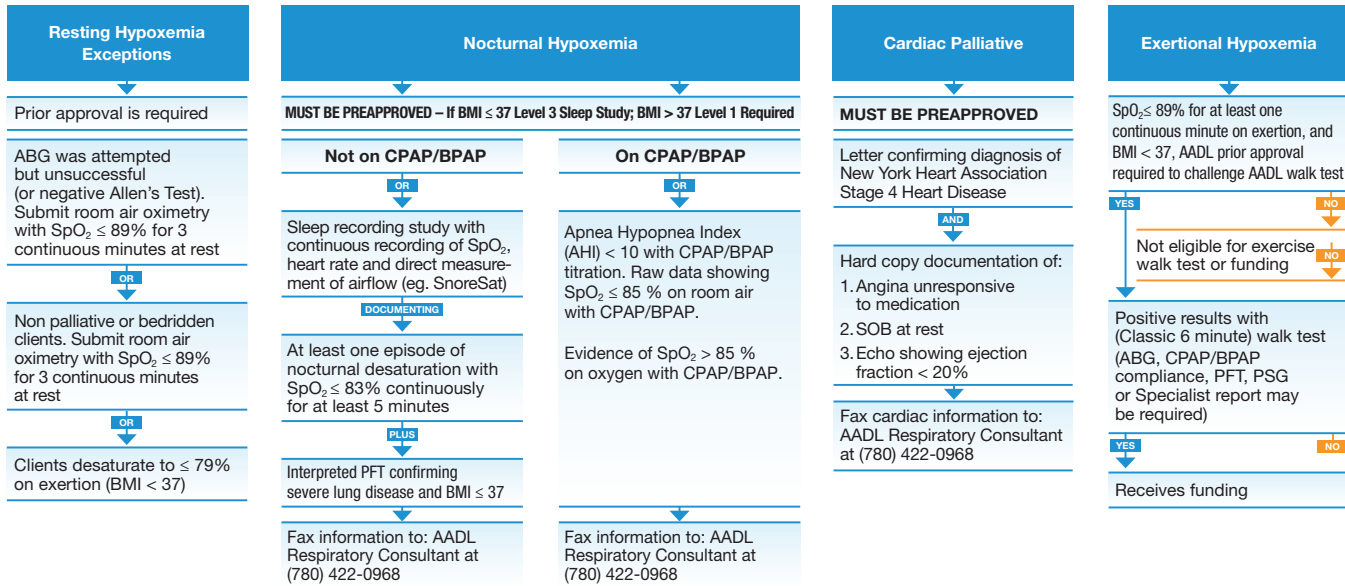 Resting Hypoxemia
Exceptions
Prior approval is required
ABG was attempted
but unsuccessful
(or negative Allen's Test).
Submit room air oximetry
with SpO₂ ≤ 89% for 3
continuous minutes at rest
OR
Non palliative or bedridden
clients. Submit room air
oximetry with SpO₂ ≤ 89%
for 3 continuous minutes
at rest
OR
Clients desaturate to ≤ 79%
on exertion (BMI < 37)
Nocturnal Hypoxemia
MUST BE PREAPPROVED – If BMI ≤ 37 Level 3 Sleep Study; BMI > 37 Level 1 Required
Not on CPAP/BPAP
OR
Sleep recording study with
continuous recording of SpO₂,
heart rate and direct measure-
ment of airflow (eg. SnoreSat)
DOCUMENTING
At least one episode of
nocturnal desaturation with
SpO₂ ≤ 83% continuously
for at least 5 minutes
PLUS
Interpreted PFT confirming
severe lung disease and BMI ≤ 37
Fax information to: AADL
Respiratory Consultant at
(780) 422-0968
On CPAP/BPAP
OR
Apnea Hypopnea Index
(AHI) < 10 with CPAP/BPAP
titration. Raw data showing
SpO₂ ≤ 85 % on room air
with CPAP/BPAP.
Evidence of SpO₂ > 85 %
on oxygen with CPAP/BPAP.
Fax information to: AADL
Respiratory Consultant at
(780) 422-0968
Cardiac Palliative
MUST BE PREAPPROVED
Letter confirming diagnosis of
New York Heart Association
Stage 4 Heart Disease
AND
Hard copy documentation of:
1. Angina unresponsive
to medication
2. SOB at rest
3. Echo showing ejection
fraction < 20%
Fax cardiac information to:
AADL Respiratory Consultant
at (780) 422-0968
Exertional Hypoxemia
SpO₂≤ 89% for at least one
continuous minute on exertion, and
BMI < 37, AADL prior approval
required to challenge AADL walk test
YES
NO
Not eligible for exercise
walk test or funding
NO
Positive results with
(Classic 6 minute) walk test
(ABG, CPAP/BPAP
compliance, PFT, PSG
or Specialist report may
be required)
YES
NO
Receives funding